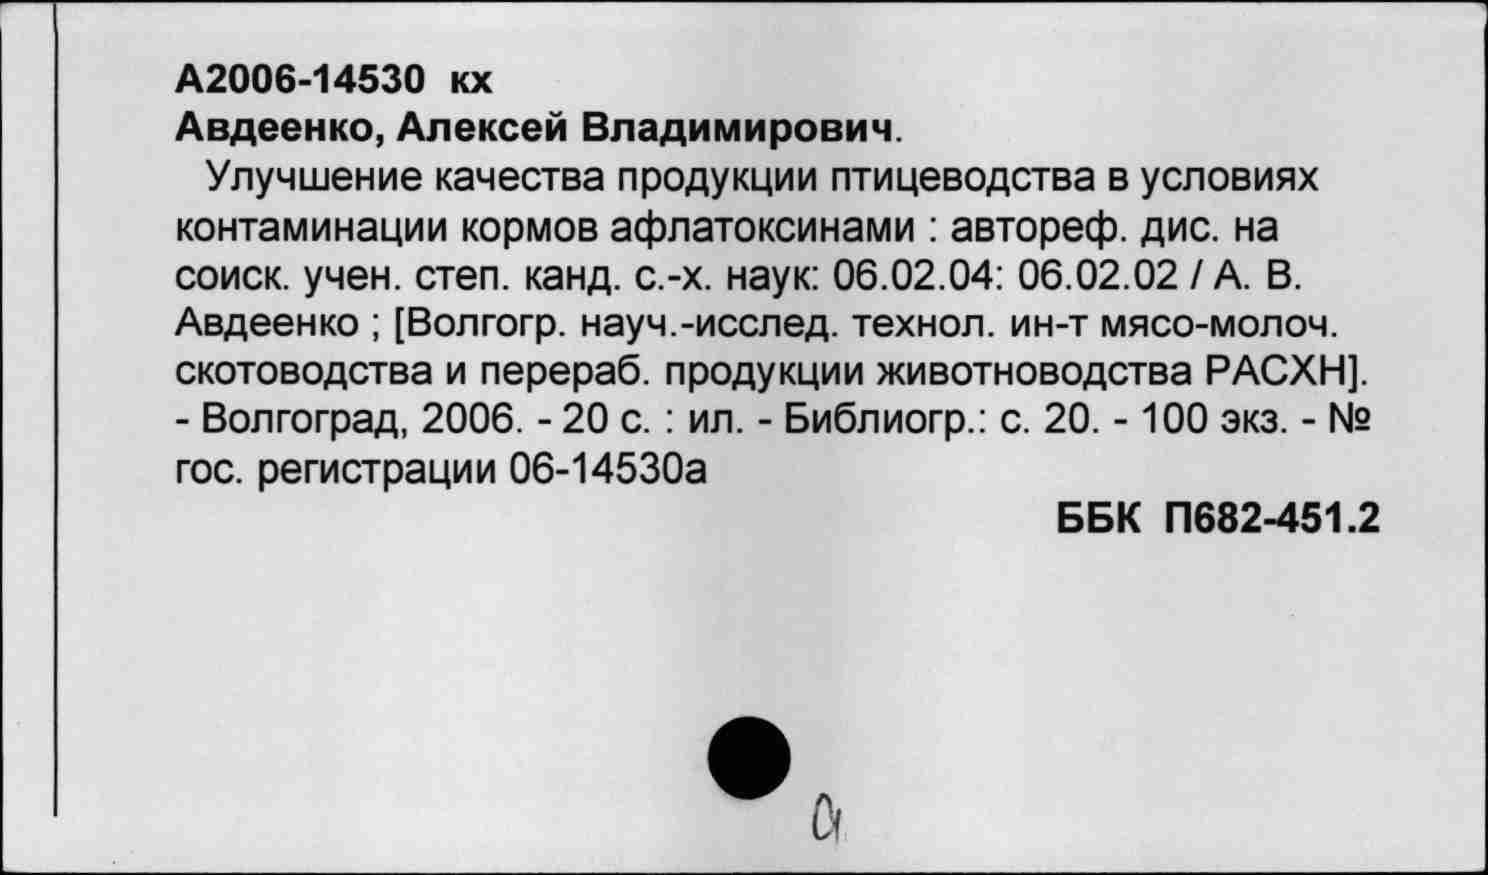 А2006-14530 кх
Авдеенко, Алексей Владимирович.
Улучшение качества продукции птицеводства в условиях
контаминации кормов афлатоксинами : автореф. дис. на
соиск. учен. степ. канд. с.-х. наук: 06.02.04: 06.02.02 / А. В.
Авдеенко ; [Волгогр. науч.-исслед. технол. ин-т мясо-молоч.
скотоводства и перераб. продукции животноводства РАСХН].
- Волгоград, 2006. - 20 с. : ил. - Библиогр.: с. 20. - 100 экз. - №
гос. регистрации 06-14530а
ББК П682-451.2